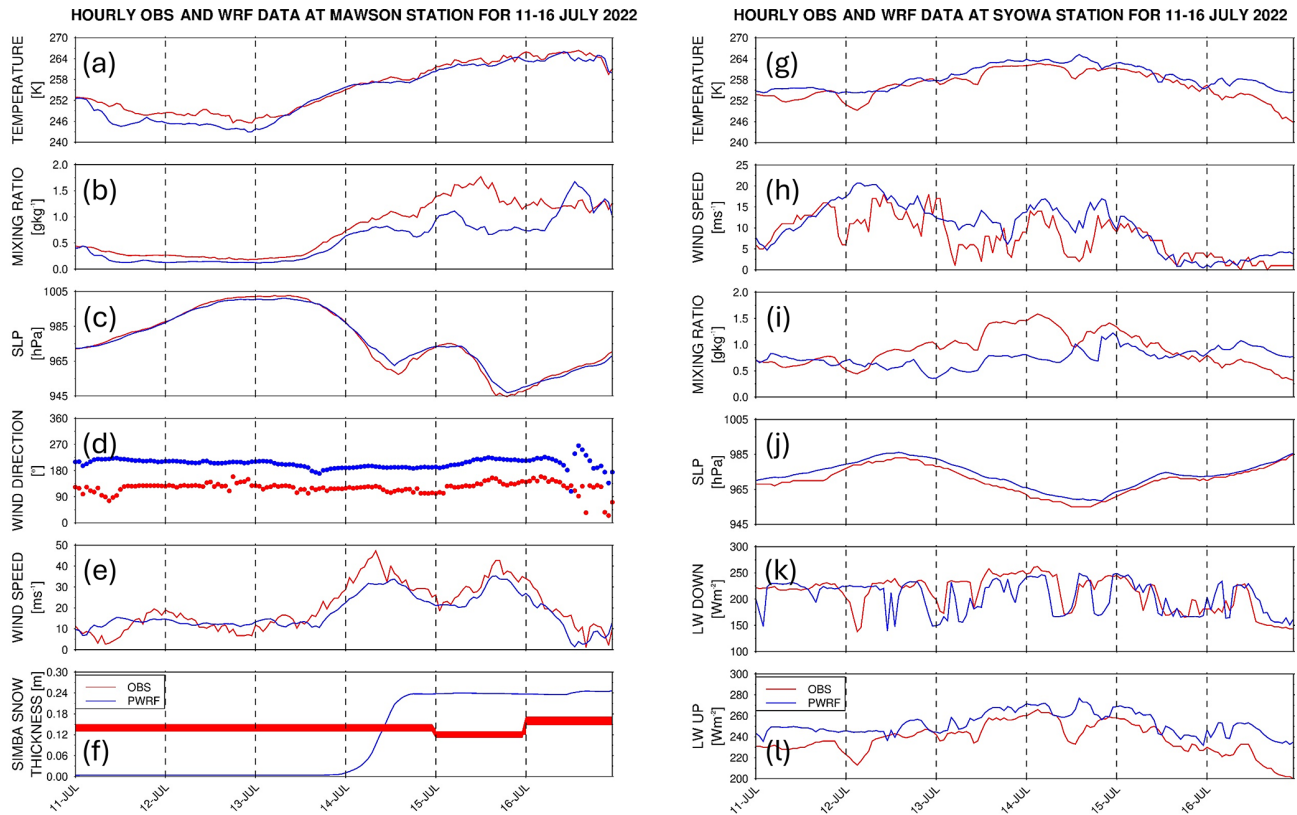 HOURLY OBS AND WRF DATA AT MAWSON STATION FOR 11-16 JULY 2022
TEMPERATURE
[K]
270
264
258
252
246
240
(a)
MIXING RATIO
[gkg⁻¹]
2.0
1.5
1.0
0.5
0.0
(b)
SLP
[hPa]
1005
985
965
945
(c)
WIND DIRECTION
[°]
360
270
180
90
0
(d)
WIND SPEED
[ms⁻¹]
50
40
30
20
10
0
(e)
SIMBA SNOW
THICKNESS [m]
0.30
0.24
0.18
0.12
0.06
0.00
OBS
PWRF
(f)
11-JUL
12-JUL
13-JUL
14-JUL
15-JUL
16-JUL
HOURLY OBS AND WRF DATA AT SYOWA STATION FOR 11-16 JULY 2022
TEMPERATURE
[K]
270
264
258
252
246
240
(g)
WIND SPEED
[ms⁻¹]
25
20
15
10
5
0
(h)
MIXING RATIO
[gkg⁻¹]
2.0
1.5
1.0
0.5
0.0
(i)
SLP
[hPa]
1005
985
965
945
(j)
LW DOWN
[Wm⁻²]
300
250
200
150
100
(k)
LW UP
[Wm⁻²]
300
280
260
240
220
200
OBS
PWRF
(l)
11-JUL
12-JUL
13-JUL
14-JUL
15-JUL
16-JUL